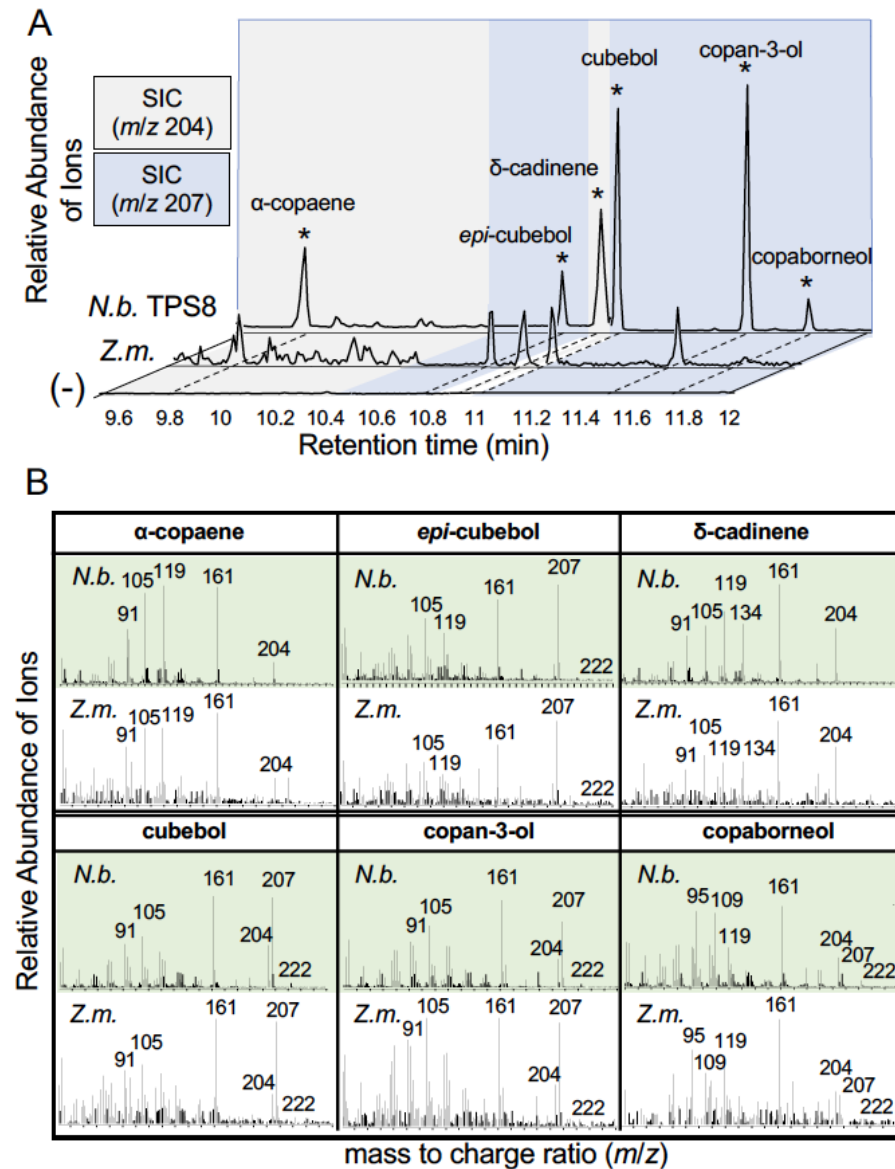 A
Relative Abundance
of Ions
SIC
(m/z 204)
SIC
(m/z 207)
α-copaene
*
epi-cubebol
*
δ-cadinene
*
cubebol
*
copan-3-ol
*
copaborneol
*
N.b. TPS8
Z.m.
(-)
9.6 9.8 10 10.2 10.4 10.6 10.8 11 11.2 11.4 11.6 11.8 12
Retention time (min)
B
Relative Abundance of Ions
α-copaene epi-cubebol δ-cadinene
N.b. 91 105 119 161 204
N.b. 105 119 161 207 222
N.b. 91 105 119 134 161 204
Z.m. 91 105 119 161 204
Z.m. 105 119 161 207 222
Z.m. 91 105 119 134 161 204
cubebol copan-3-ol copaborneol
N.b. 91 105 161 204 207 222
N.b. 91 105 161 204 207 222
N.b. 95 109 119 161 204 207 222
Z.m. 91 105 161 207 204 222
Z.m. 91 105 161 207 204 222
Z.m. 95 109 119 161 204 207 222
mass to charge ratio (m/z)